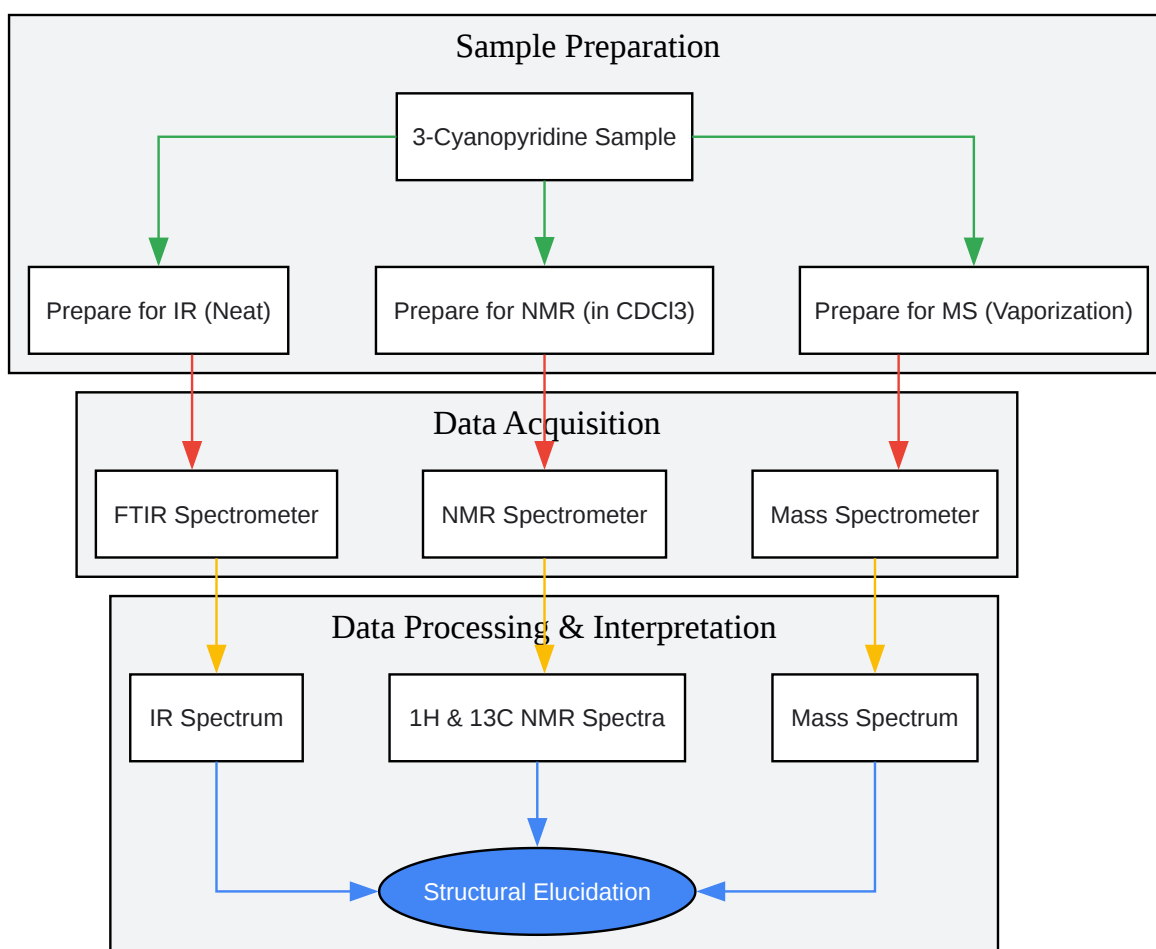 Sample Preparation
3-Cyanopyridine Sample
Prepare for IR (Neat)
Prepare for NMR (in CDCl3)
Prepare for MS (Vaporization)
Data Acquisition
FTIR Spectrometer
NMR Spectrometer
Mass Spectrometer
Data Processing & Interpretation
IR Spectrum
1H & 13C NMR Spectra
Mass Spectrum
Structural Elucidation